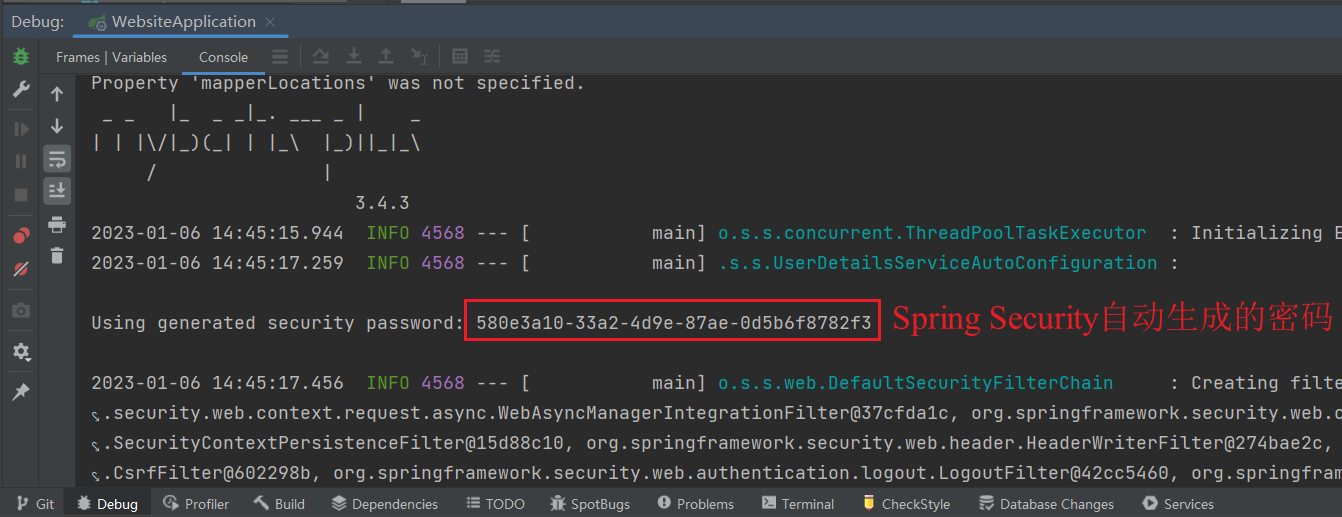 Debug: WebsiteApplication
Frames | Variables Console
Property 'mapperLocations' was not specified.
3.4.3
2023-01-06 14:45:15.944 INFO 4568 --- [ main] o.s.s.concurrent.ThreadPoolTaskExecutor : Initializing E
2023-01-06 14:45:17.259 INFO 4568 --- [ main] .s.s.UserDetailsServiceAutoConfiguration :
Using generated security password: 580e3a10-33a2-4d9e-87ae-0d5b6f8782f3 Spring Security自动生成的密码
2023-01-06 14:45:17.456 INFO 4568 --- [ main] o.s.s.web.DefaultSecurityFilterChain : Creating filte
.security.web.context.request.async.WebAsyncManagerIntegrationFilter@37cfda1c, org.springframework.security.web.c
.SecurityContextPersistenceFilter@15d88c10, org.springframework.security.web.header.HeaderWriterFilter@274bae2c,
.CsrfFilter@602298b, org.springframework.security.web.authentication.logout.LogoutFilter@42cc5460, org.springfram
Git Debug Profiler Build Dependencies TODO SpotBugs Problems Terminal CheckStyle Database Changes Services